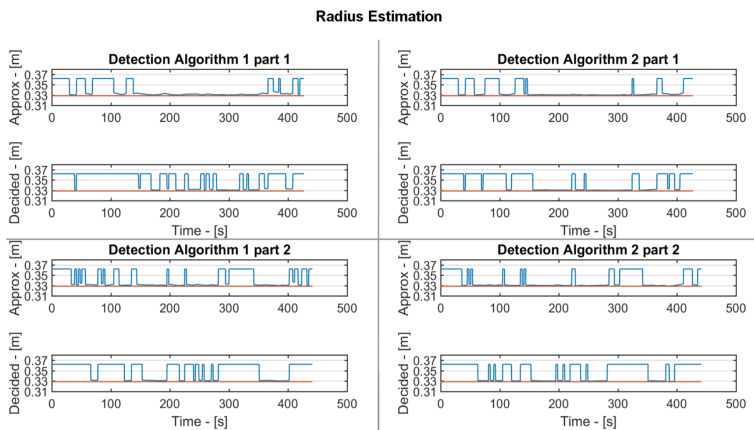 Radius Estimation
Detection Algorithm 1 part 1
Approx - [m]
0.37
0.35
0.33
0.31
0 100 200 300 400 500
Decided - [m]
0.37
0.35
0.33
0.31
0 100 200 300 400 500
Time - [s]
Detection Algorithm 2 part 1
Approx - [m]
0.37
0.35
0.33
0.31
0 100 200 300 400 500
Decided - [m]
0.37
0.35
0.33
0.31
0 100 200 300 400 500
Time - [s]
Detection Algorithm 1 part 2
Approx - [m]
0.37
0.35
0.33
0.31
0 100 200 300 400 500
Decided - [m]
0.37
0.35
0.33
0.31
0 100 200 300 400 500
Time - [s]
Detection Algorithm 2 part 2
Approx - [m]
0.37
0.35
0.33
0.31
0 100 200 300 400 500
Decided - [m]
0.37
0.35
0.33
0.31
0 100 200 300 400 500
Time - [s]